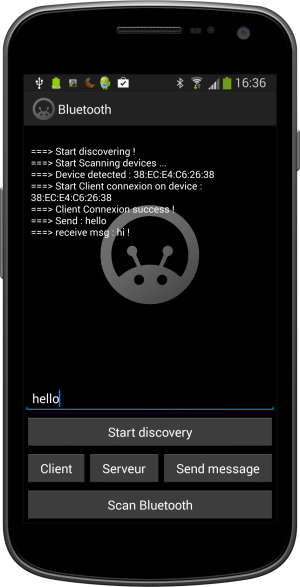 16:36
Bluetooth
===> Start discovering !
===> Start Scanning devices ...
===> Device detected : 38:EC:E4:C6:26:38
===> Start Client connexion on device :
38:EC:E4:C6:26:38
===> Client Connexion success !
===> Send : hello
===> receive msg : hi !
hello
Start discovery
Client Serveur Send message
Scan Bluetooth